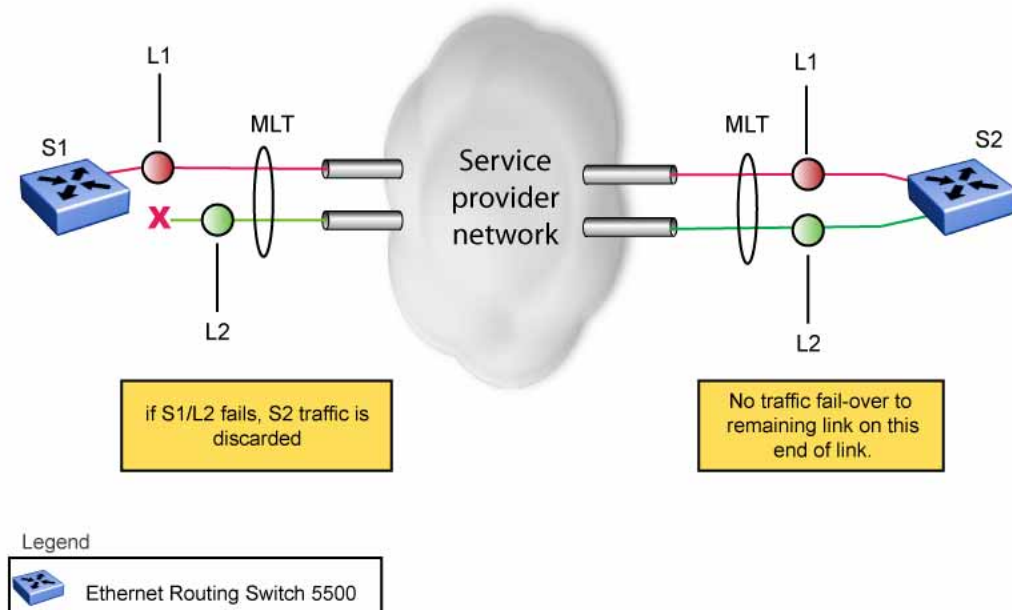 L1
S1
MLT
X
L2
if S1/L2 fails, S2 traffic is
discarded
Service
provider
network
L1
MLT
S2
L2
No traffic fail-over to
remaining link on this
end of link.
Legend
Ethernet Routing Switch 5500